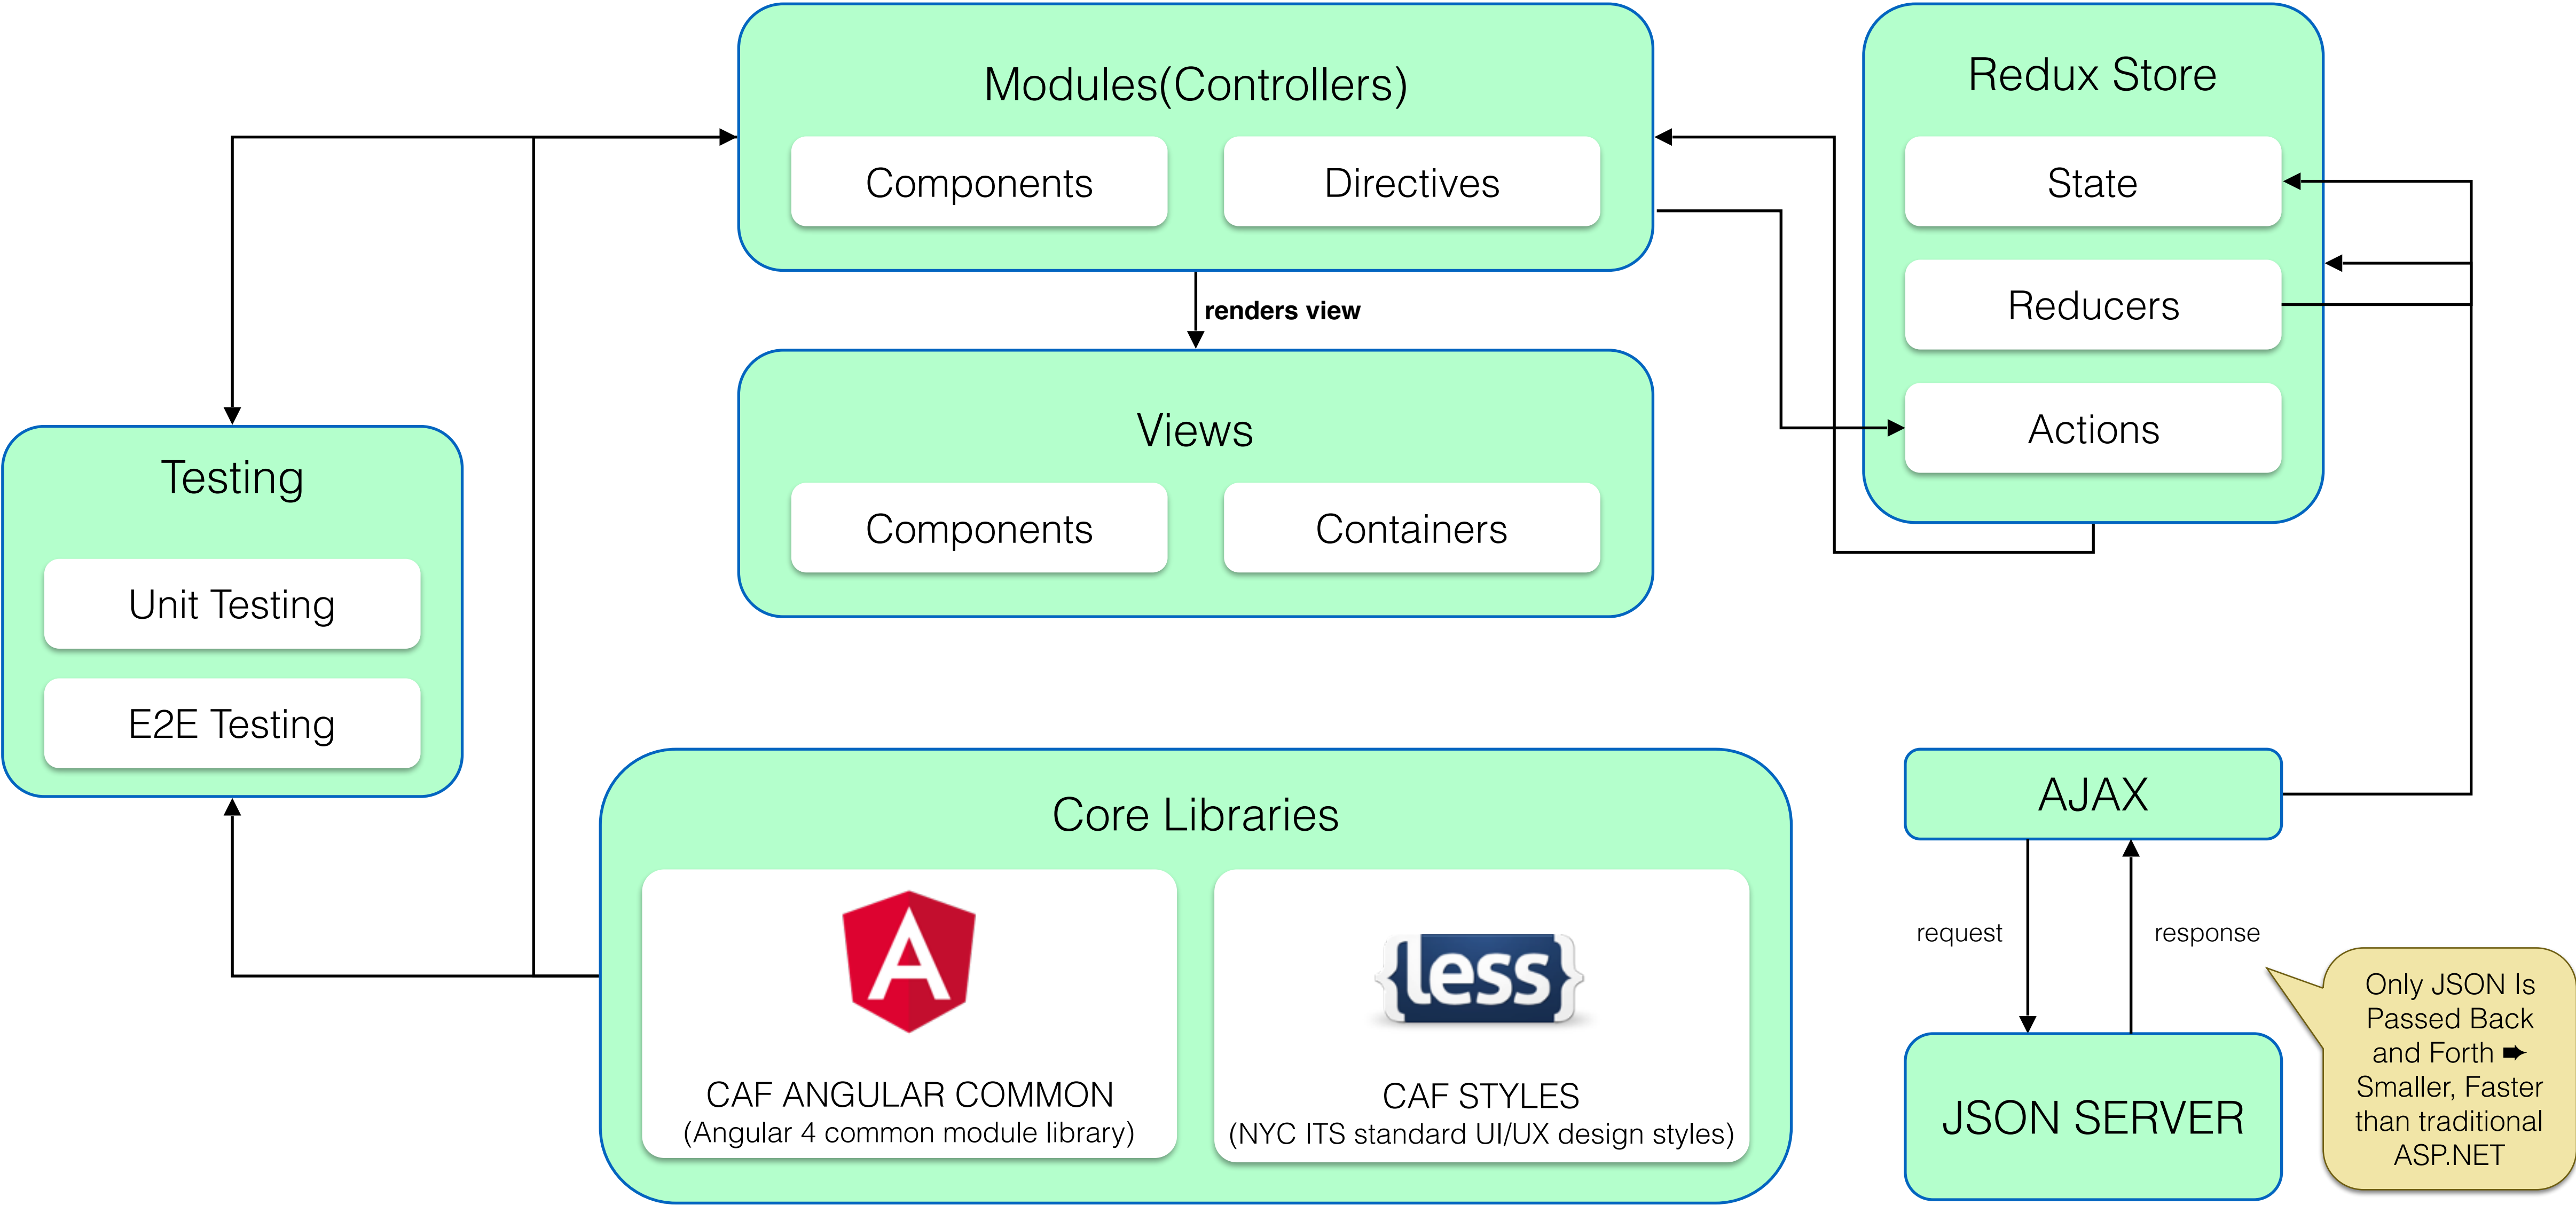 Modules(Controllers)
Components
Directives
renders view
Views
Components
Containers
Redux Store
State
Reducers
Actions
Testing
Unit Testing
E2E Testing
Core Libraries
A
CAF ANGULAR COMMON
(Angular 4 common module library)
{less}
CAF STYLES
(NYC ITS standard UI/UX design styles)
AJAX
request
response
JSON SERVER
Only JSON Is
Passed Back
and Forth ➨
Smaller, Faster
than traditional
ASP.NET